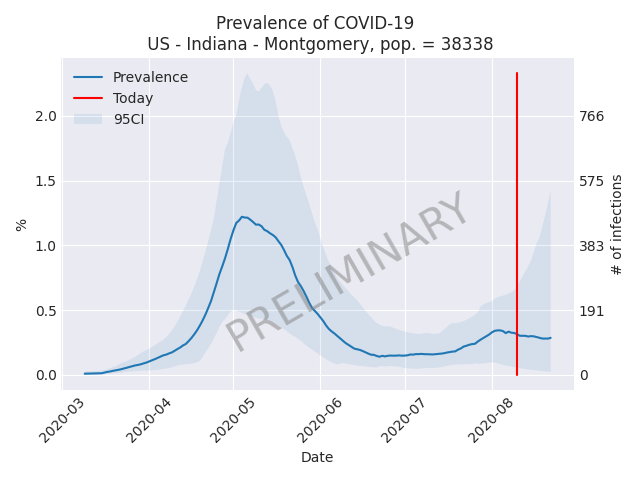 Prevalence of COVID-19
US - Indiana - Montgomery, pop. = 38338
Prevalence
Today
95CI
2.0
1.5
1.0
0.5
0.0
%
766
575
383
191
0
# of infections
PRELIMINARY
2020-03
2020-04
2020-05
2020-06
2020-07
2020-08
Date